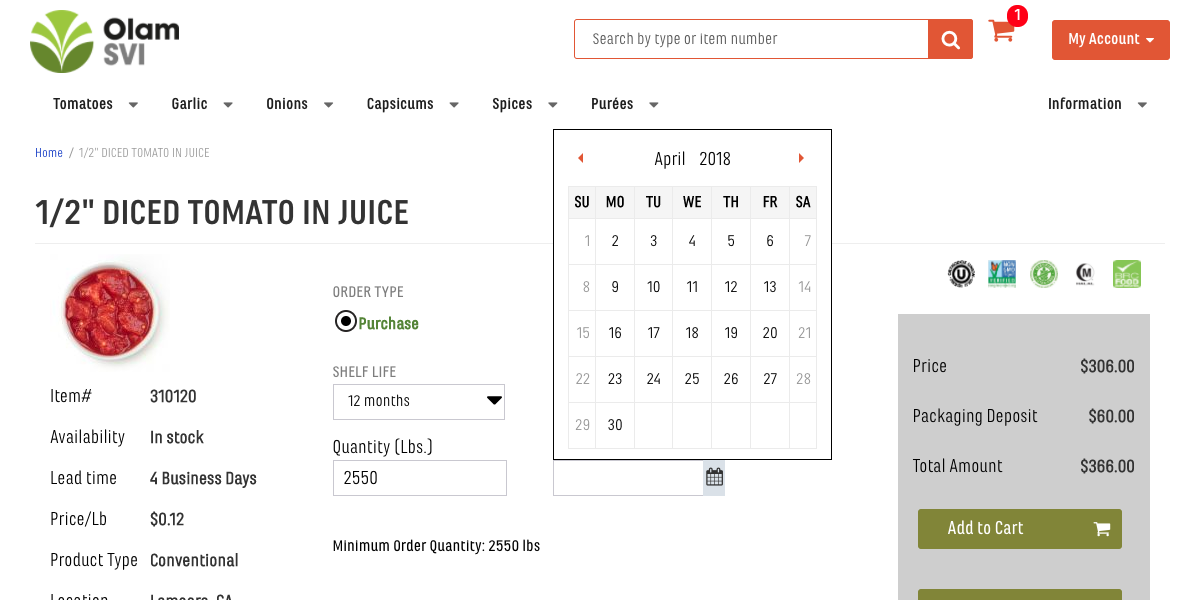 Olam
SVI
Search by type or item number
1
My Account
Tomatoes
Garlic
Onions
Capsicums
Spices
Purées
Information
Home / 1/2" DICED TOMATO IN JUICE
1/2" DICED TOMATO IN JUICE
April 2018
SU MO TU WE TH FR SA
1 2 3 4 5 6 7
8 9 10 11 12 13 14
15 16 17 18 19 20 21
22 23 24 25 26 27 28
29 30
ORDER TYPE
Purchase
SHELF LIFE
12 months
Quantity (Lbs.)
2550
Minimum Order Quantity: 2550 lbs
Item# 310120
Availability In stock
Lead time 4 Business Days
Price/Lb $0.12
Product Type Conventional
Price $306.00
Packaging Deposit $60.00
Total Amount $366.00
Add to Cart